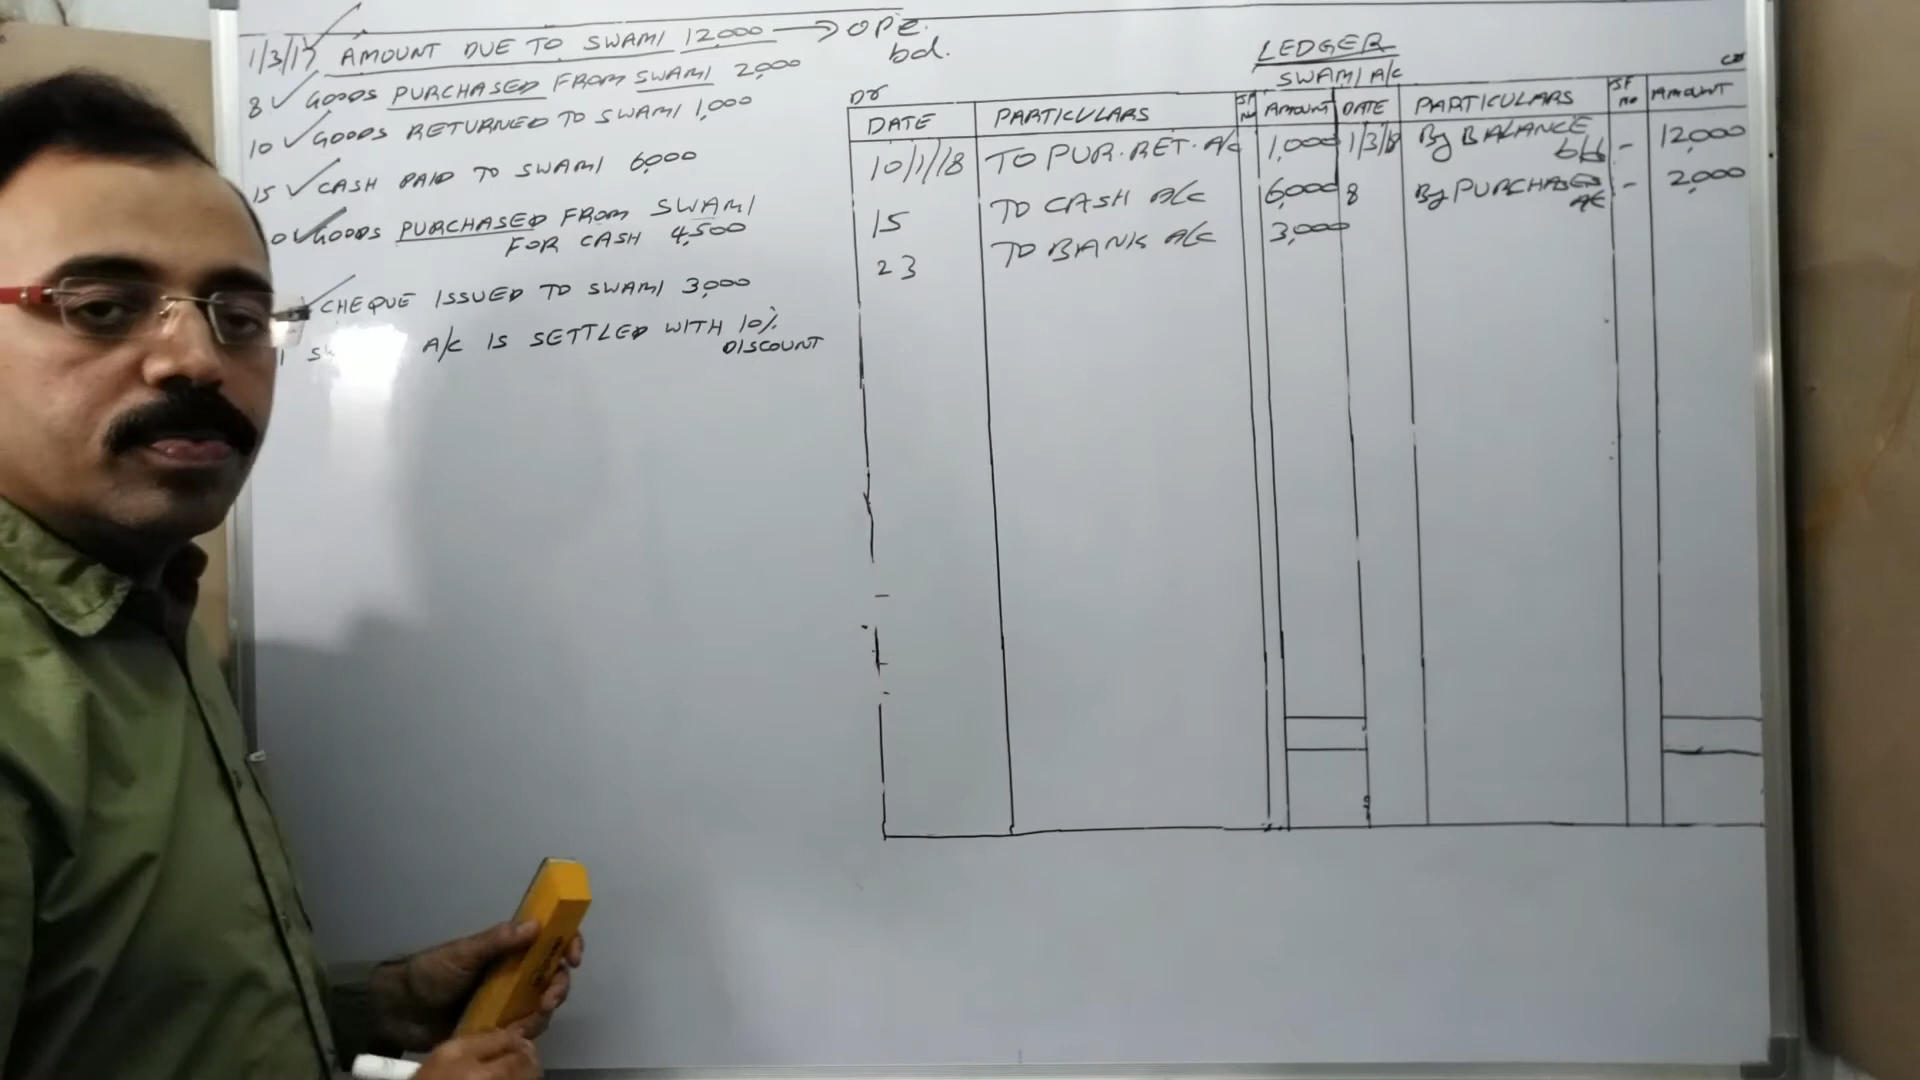 1/3/17 AMOUNT DUE TO SWAMI 12,000 → OPE.
bd.
8 ✓ GOODS PURCHASED FROM SWAMI 2,000
10 ✓ GOODS RETURNED TO SWAMI 1,000
15 ✓ CASH PAID TO SWAMI 6,000
GOODS PURCHASED FROM SWAMI
FOR CASH 4,500
CHEQUE ISSUED TO SWAMI 3,000
A/C IS SETTLED WITH 10%
DISCOUNT
LEDGER
SWAMI A/C
Dr
DATE PARTICULARS AMOUNT DATE PARTICULARS JF NO AMOUNT
10/1/18 TO PUR. RET. A/C 1,000 1/3/18 By BALANCE - 12,000
15 TO CASH A/C 6,000 8 By PURCHASES A/C - 2,000
23 TO BANK A/C 3,000